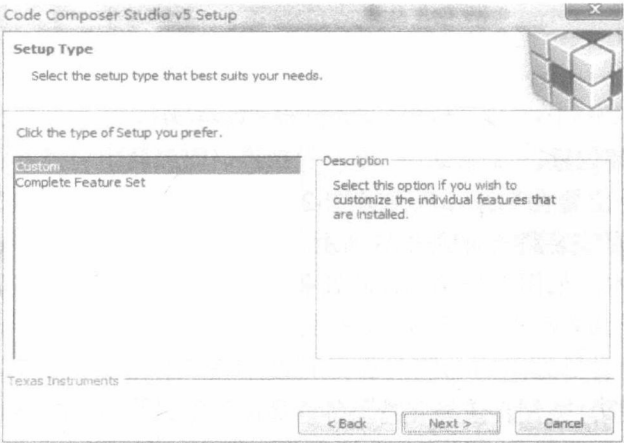 Code Composer Studio v5 Setup
Setup Type
Select the setup type that best suits your needs.
Click the type of Setup you prefer.
Custom
Complete Feature Set
Description
Select this option if you wish to
customize the individual features that
are installed.
Texas Instruments
< Back
Next >
Cancel